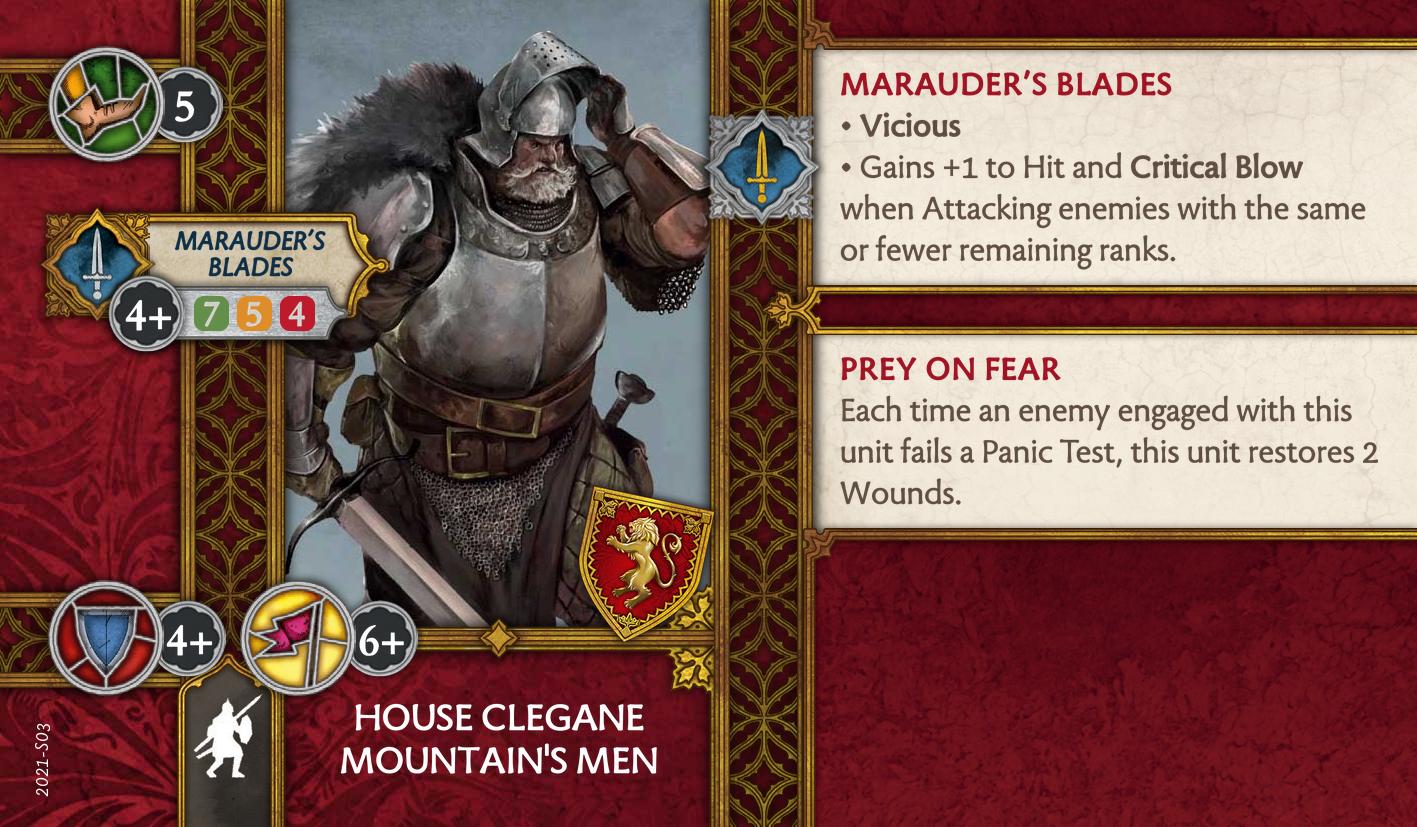 5
MARAUDER'S
BLADES
4+ 7 5 4
4+ 6+
HOUSE CLEGANE
MOUNTAIN'S MEN
2021-S03
MARAUDER'S BLADES
• Vicious
• Gains +1 to Hit and Critical Blow
when Attacking enemies with the same
or fewer remaining ranks.
PREY ON FEAR
Each time an enemy engaged with this
unit fails a Panic Test, this unit restores 2
Wounds.